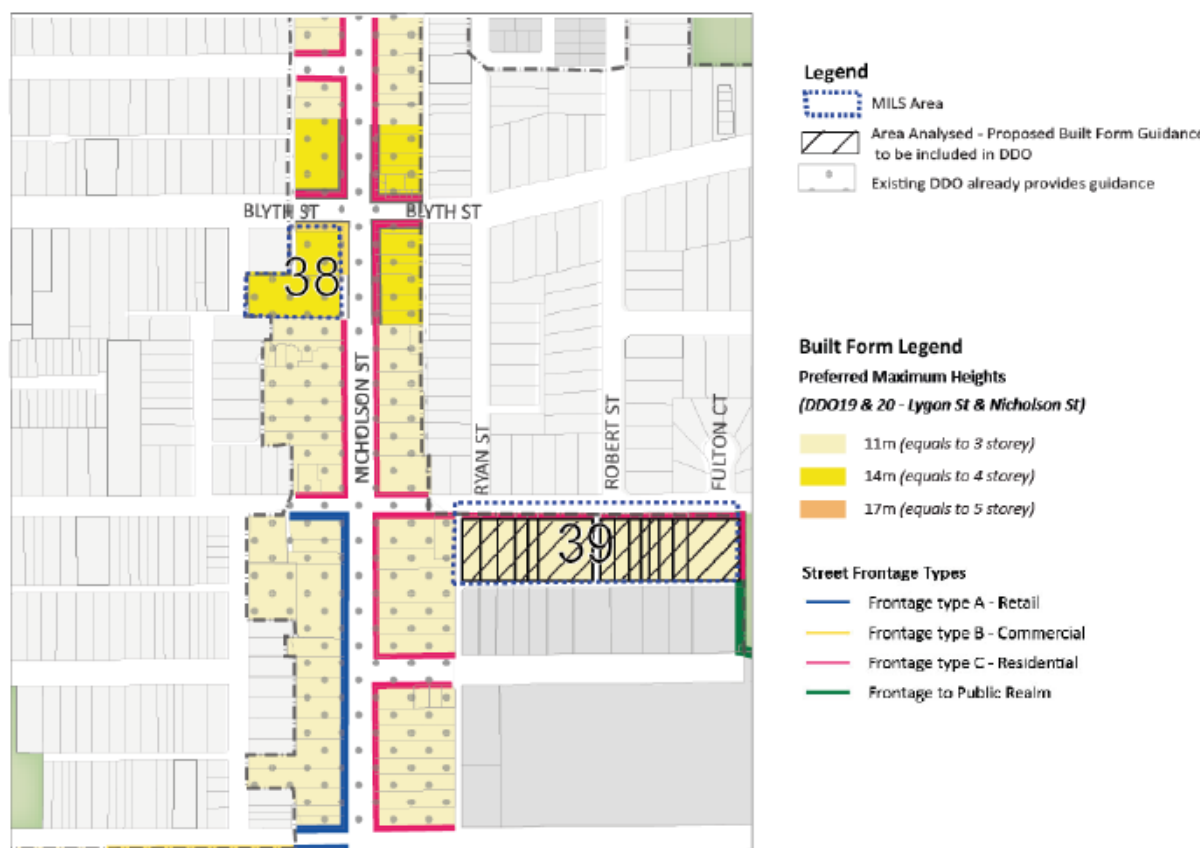 BLYTH ST
BLYTH ST
38
NICHOLSON ST
RYAN ST
ROBERT ST
FULTON CT
39
Legend
MILS Area
Area Analysed - Proposed Built Form Guidance
to be included in DDO
Existing DDO already provides guidance
Built Form Legend
Preferred Maximum Heights
(DDO19 & 20 - Lygon St & Nicholson St)
11m (equals to 3 storey)
14m (equals to 4 storey)
17m (equals to 5 storey)
Street Frontage Types
Frontage type A - Retail
Frontage type B - Commercial
Frontage type C - Residential
Frontage to Public Realm